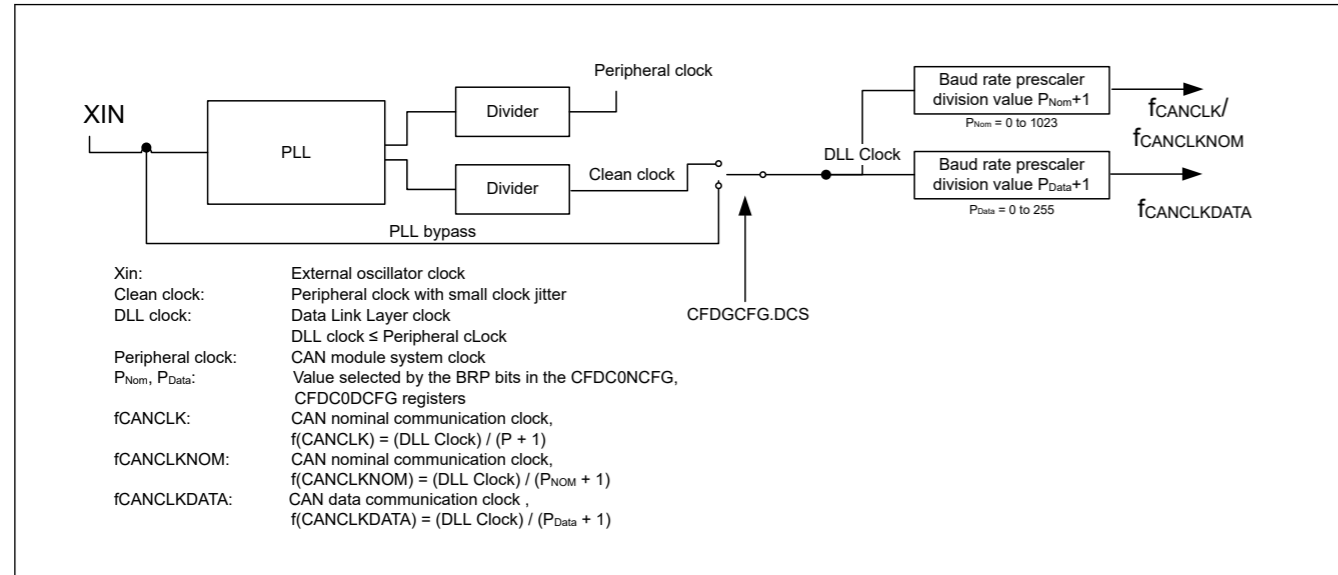 XIN
PLL
Divider
Peripheral clock
Divider
Clean clock
PLL bypass
CFDGCFG.DCS
DLL Clock
Baud rate prescaler
division value PNom+1
PNom = 0 to 1023
fCANCLK/
fCANCLKNOM
Baud rate prescaler
division value PData+1
PData = 0 to 255
fCANCLKDATA
Xin: External oscillator clock
Clean clock: Peripheral clock with small clock jitter
DLL clock: Data Link Layer clock
DLL clock ≤ Peripheral cLock
Peripheral clock: CAN module system clock
PNom, PData: Value selected by the BRP bits in the CFDC0NCFG,
CFDC0DCFG registers
fCANCLK: CAN nominal communication clock,
f(CANCLK) = (DLL Clock) / (P + 1)
fCANCLKNOM: CAN nominal communication clock,
f(CANCLKNOM) = (DLL Clock) / (PNOM + 1)
fCANCLKDATA: CAN data communication clock ,
f(CANCLKDATA) = (DLL Clock) / (PData + 1)